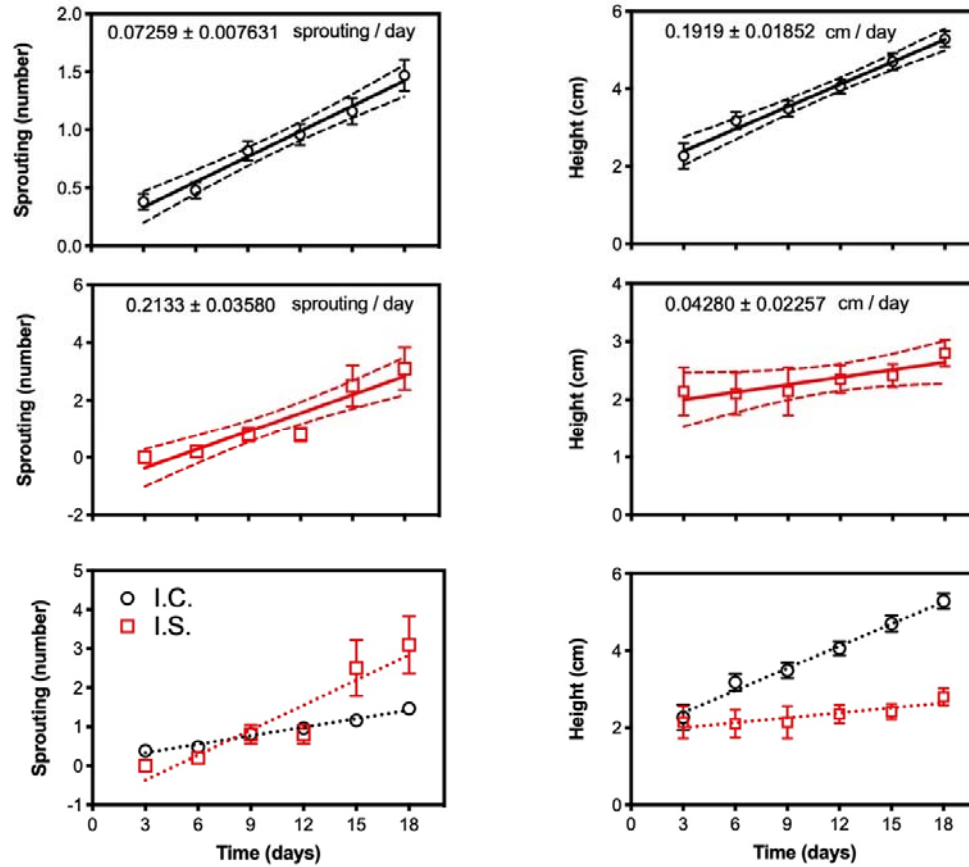 0.07259 ± 0.007631 sprouting / day
Sprouting (number)
2.0
1.5
1.0
0.5
0.0
0.1919 ± 0.01852 cm / day
Height (cm)
6
4
2
0
0.2133 ± 0.03580 sprouting / day
Sprouting (number)
6
4
2
0
-2
0.04280 ± 0.02257 cm / day
Height (cm)
4
3
2
1
0
I.C.
I.S.
Sprouting (number)
5
4
3
2
1
0
-1
0 3 6 9 12 15 18
Time (days)
Height (cm)
6
4
2
0
0 3 6 9 12 15 18
Time (days)